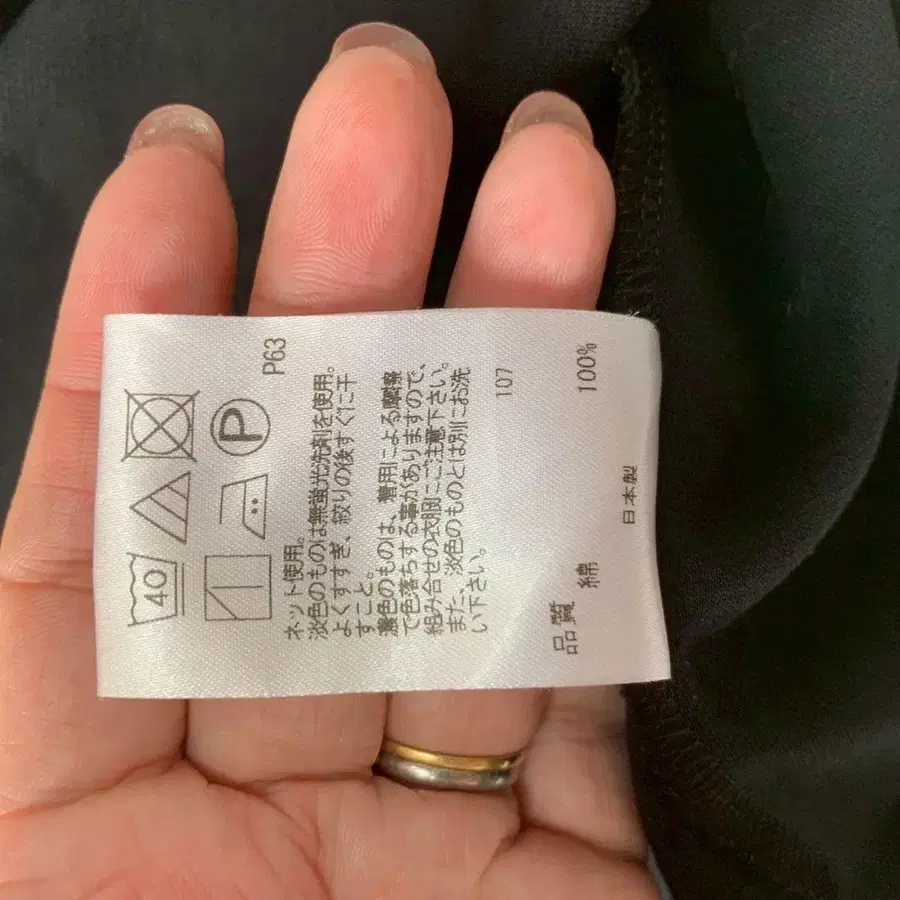 40
P
P63
ネット使用。
淡色のものは無蛍光洗剤を使用。
よくすすぎ、絞りの後すぐに干
すこと。
濃色のものは、着用による摩擦
で色落ちする事がありますので、
組み合せの衣服にご注意下さい。
また、淡色のものとは別にお洗
い下さい。
107
品質
綿 100%
日本製